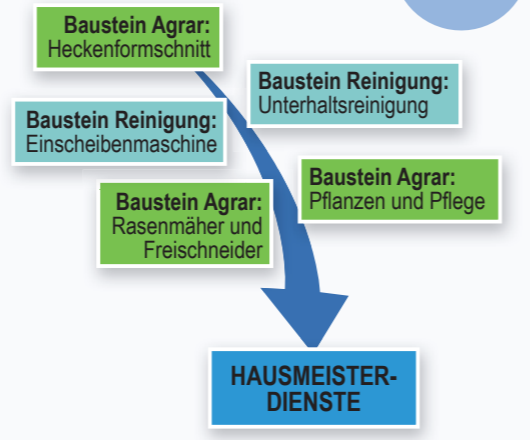 Baustein Agrar:
Heckenformschnitt
Baustein Reinigung:
Unterhaltsreinigung
Baustein Reinigung:
Einscheibenmaschine
Baustein Agrar:
Pflanzen und Pflege
Baustein Agrar:
Rasenmäher und
Freischneider
HAUSMEISTER-
DIENSTE